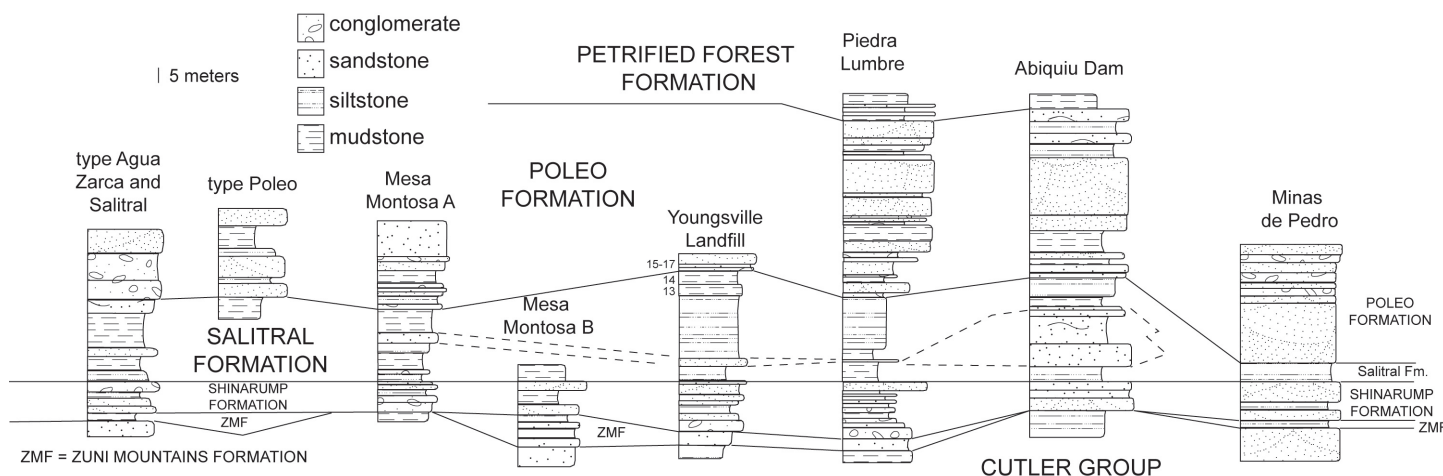 conglomerate
sandstone
siltstone
mudstone
5 meters
PETRIFIED FOREST
FORMATION
Piedra
Lumbre
Abiquiu Dam
type Agua
Zarca and
Salitral
type Poleo
Mesa
Montosa A
POLEO
FORMATION
Youngsville
Landfill
Minas
de Pedro
15-17
14
13
Mesa
Montosa B
SALITRAL
FORMATION
POLEO
FORMATION
Salitral Fm.
SHINARUMP
FORMATION
ZMF
SHINARUMP
FORMATION
ZMF
ZMF
ZMF = ZUNI MOUNTAINS FORMATION
CUTLER GROUP